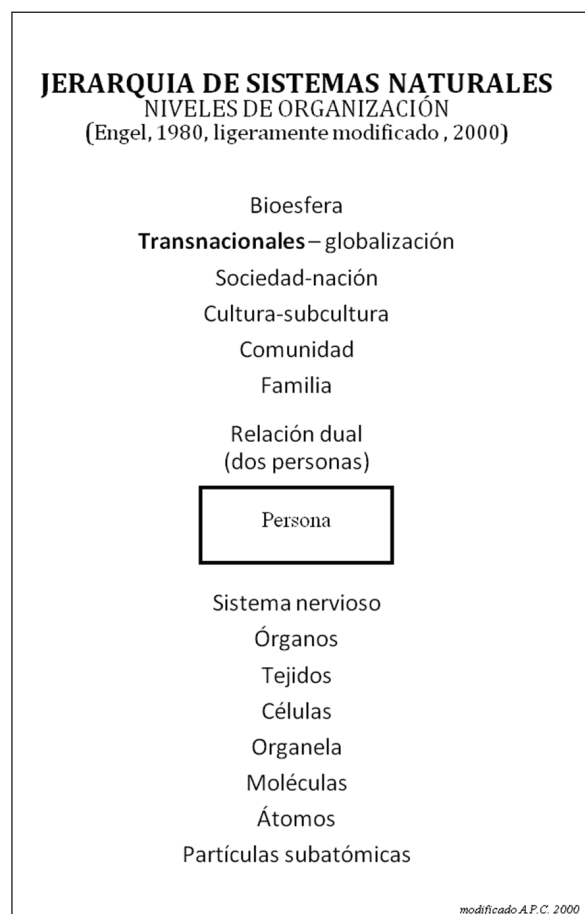 JERARQUIA DE SISTEMAS NATURALES
NIVELES DE ORGANIZACIÓN
(Engel, 1980, ligeramente modificado , 2000)
Bioesfera
Transnacionales – globalización
Sociedad-nación
Cultura-subcultura
Comunidad
Familia
Relación dual
(dos personas)
Persona
Sistema nervioso
Órganos
Tejidos
Células
Organela
Moléculas
Átomos
Partículas subatómicas
modificado A.P.C. 2000